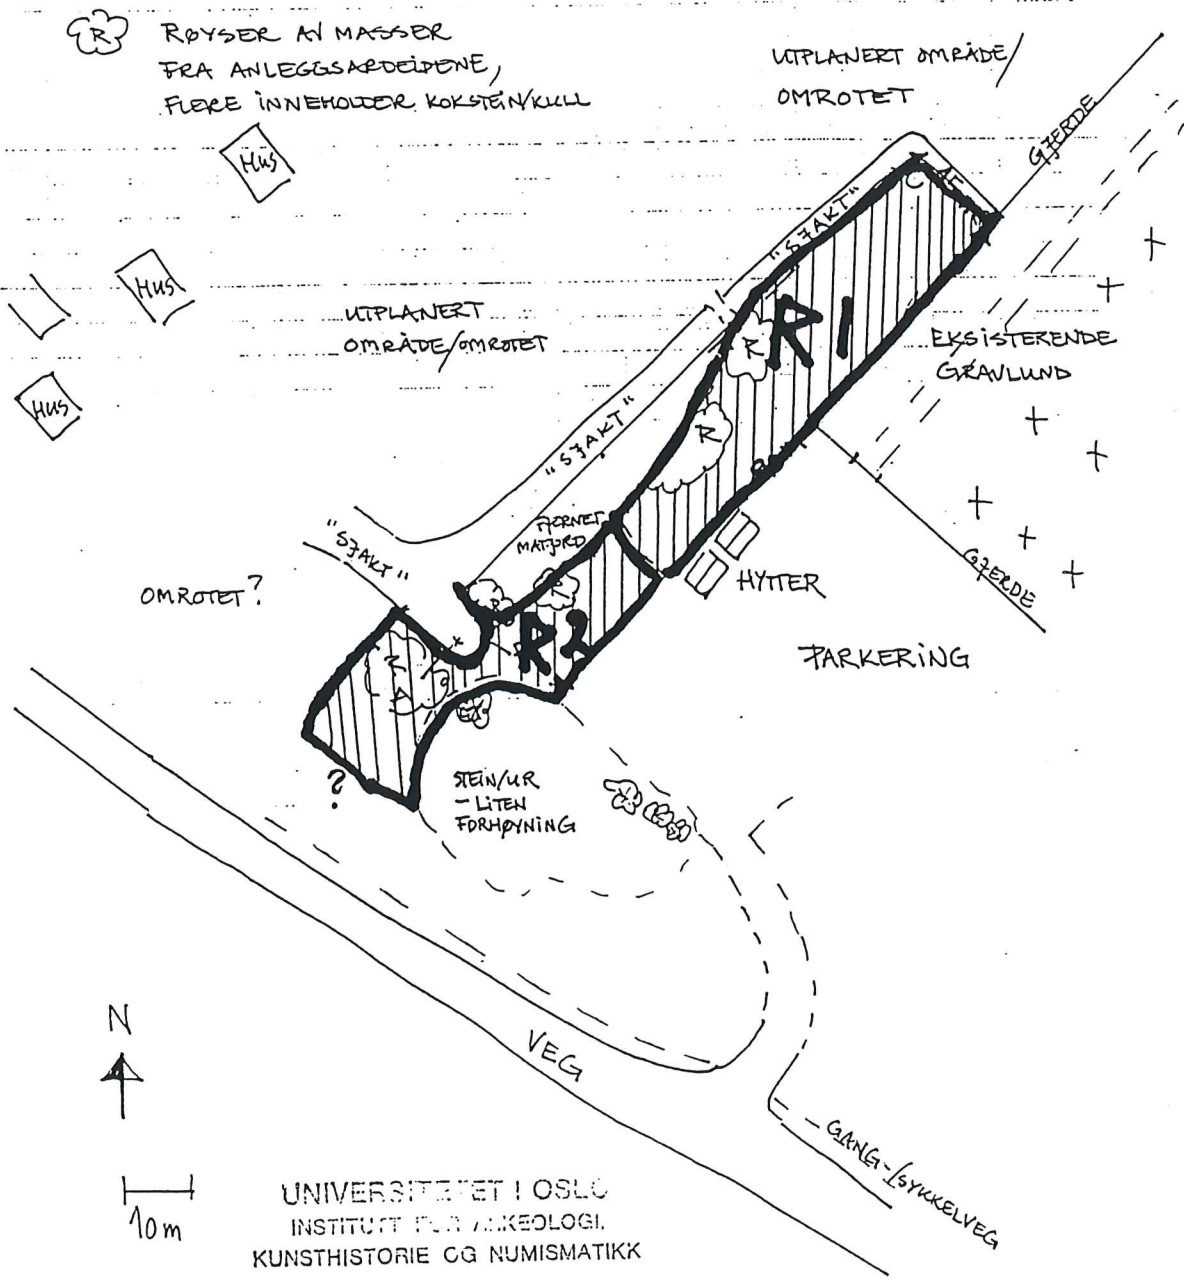 R RØYSER AV MASSER
FRA ANLEGGSARBEIDENE,
FLERE INNEHOLDER KOKSTEIN/KULL
UTPLANERT OMRÅDE/
OMROTET
GJERDE
HUS
HUS
HUS
"SJAKT"
UTPLANERT
OMRÅDE/OMROTET
R1
R
R
EKSISTERENDE
GRAVLUND
"SJAKT"
FJERNET
MATJORD
"SJAKT"
OMROTET?
HYTTER
GJERDE
R2
R
R
PARKERING
?
STEIN/UR
- LITEN
FORHØYNING
N
VEG
10m
GANG-/SYKKELVEG
UNIVERSITETET I OSLO
INSTITUTT FOR ARKEOLOGI,
KUNSTHISTORIE OG NUMISMATIKK